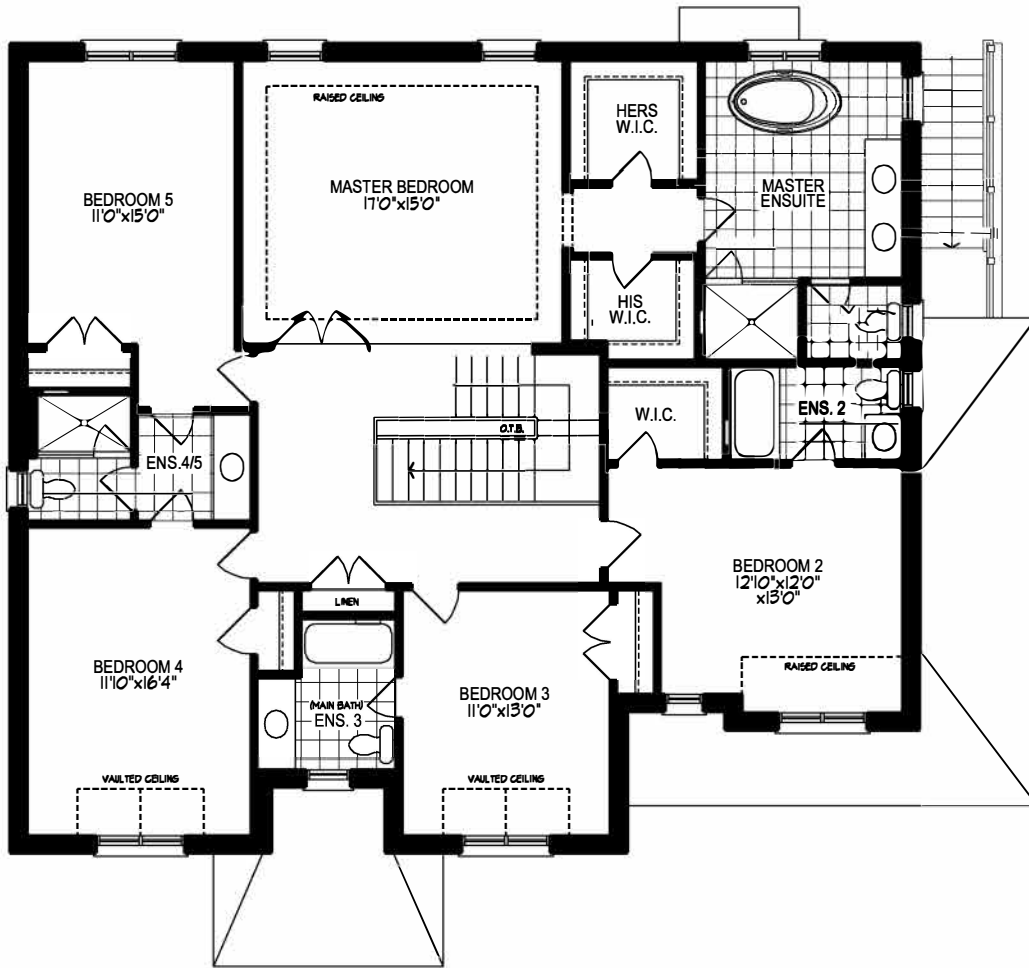 RAISED CEILING
HERS
W.I.C.
BEDROOM 5
11'0"x15'0"
MASTER BEDROOM
17'0"x15'0"
MASTER
ENSUITE
HIS
W.I.C.
W.I.C.
ENS. 2
O.T.B.
ENS.4/5
BEDROOM 2
12'10"x12'0"
x13'0"
LINEN
BEDROOM 4
11'10"x16'4"
(MAIN BATH)
ENS. 3
BEDROOM 3
11'0"x13'0"
RAISED CEILING
VAULTED CEILING
VAULTED CEILING